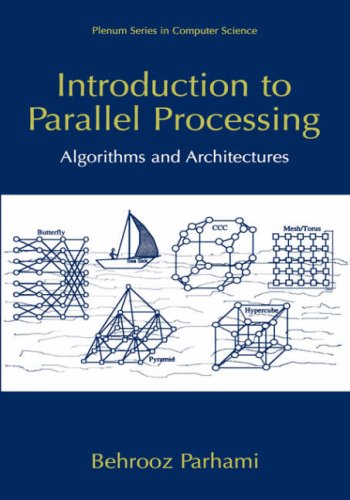 Plenum Series in Computer Science
Introduction to
Parallel Processing
Algorithms and Architectures
Butterfly
Sea Sick
CCC
Mesh/Torus
Pyramid
Hypercube
Behrooz Parhami